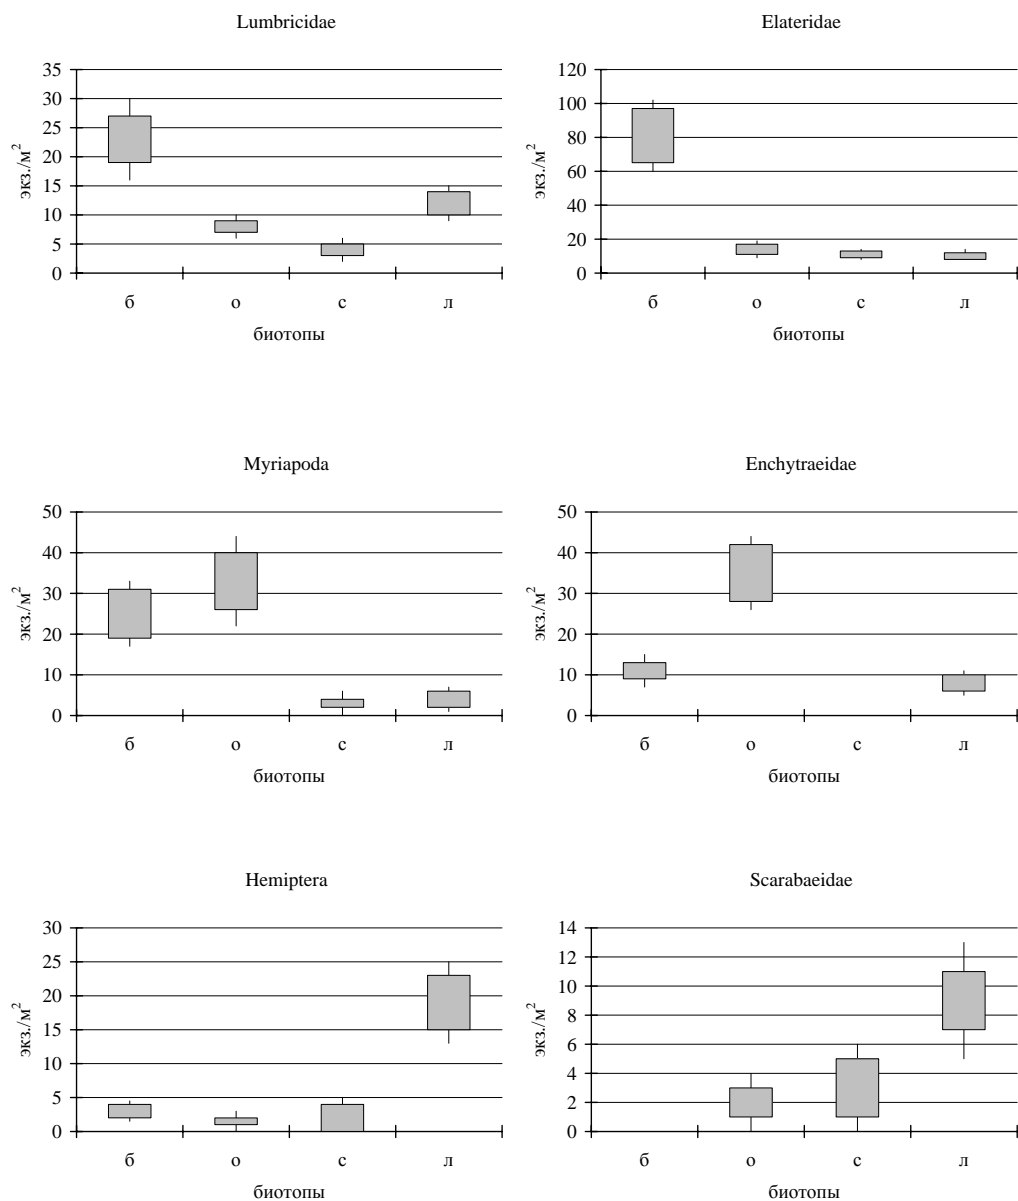 Lumbricidae
35
30
25
20
15
10
5
0
экз./м²
б о с л
биотопы
Elateridae
120
100
80
60
40
20
0
экз./м²
б о с л
биотопы
Myriapoda
50
40
30
20
10
0
экз./м²
б о с л
биотопы
Enchytraeidae
50
40
30
20
10
0
экз./м²
б о с л
биотопы
Hemiptera
30
25
20
15
10
5
0
экз./м²
б о с л
биотопы
Scarabaeidae
14
12
10
8
6
4
2
0
экз./м²
б о с л
биотопы